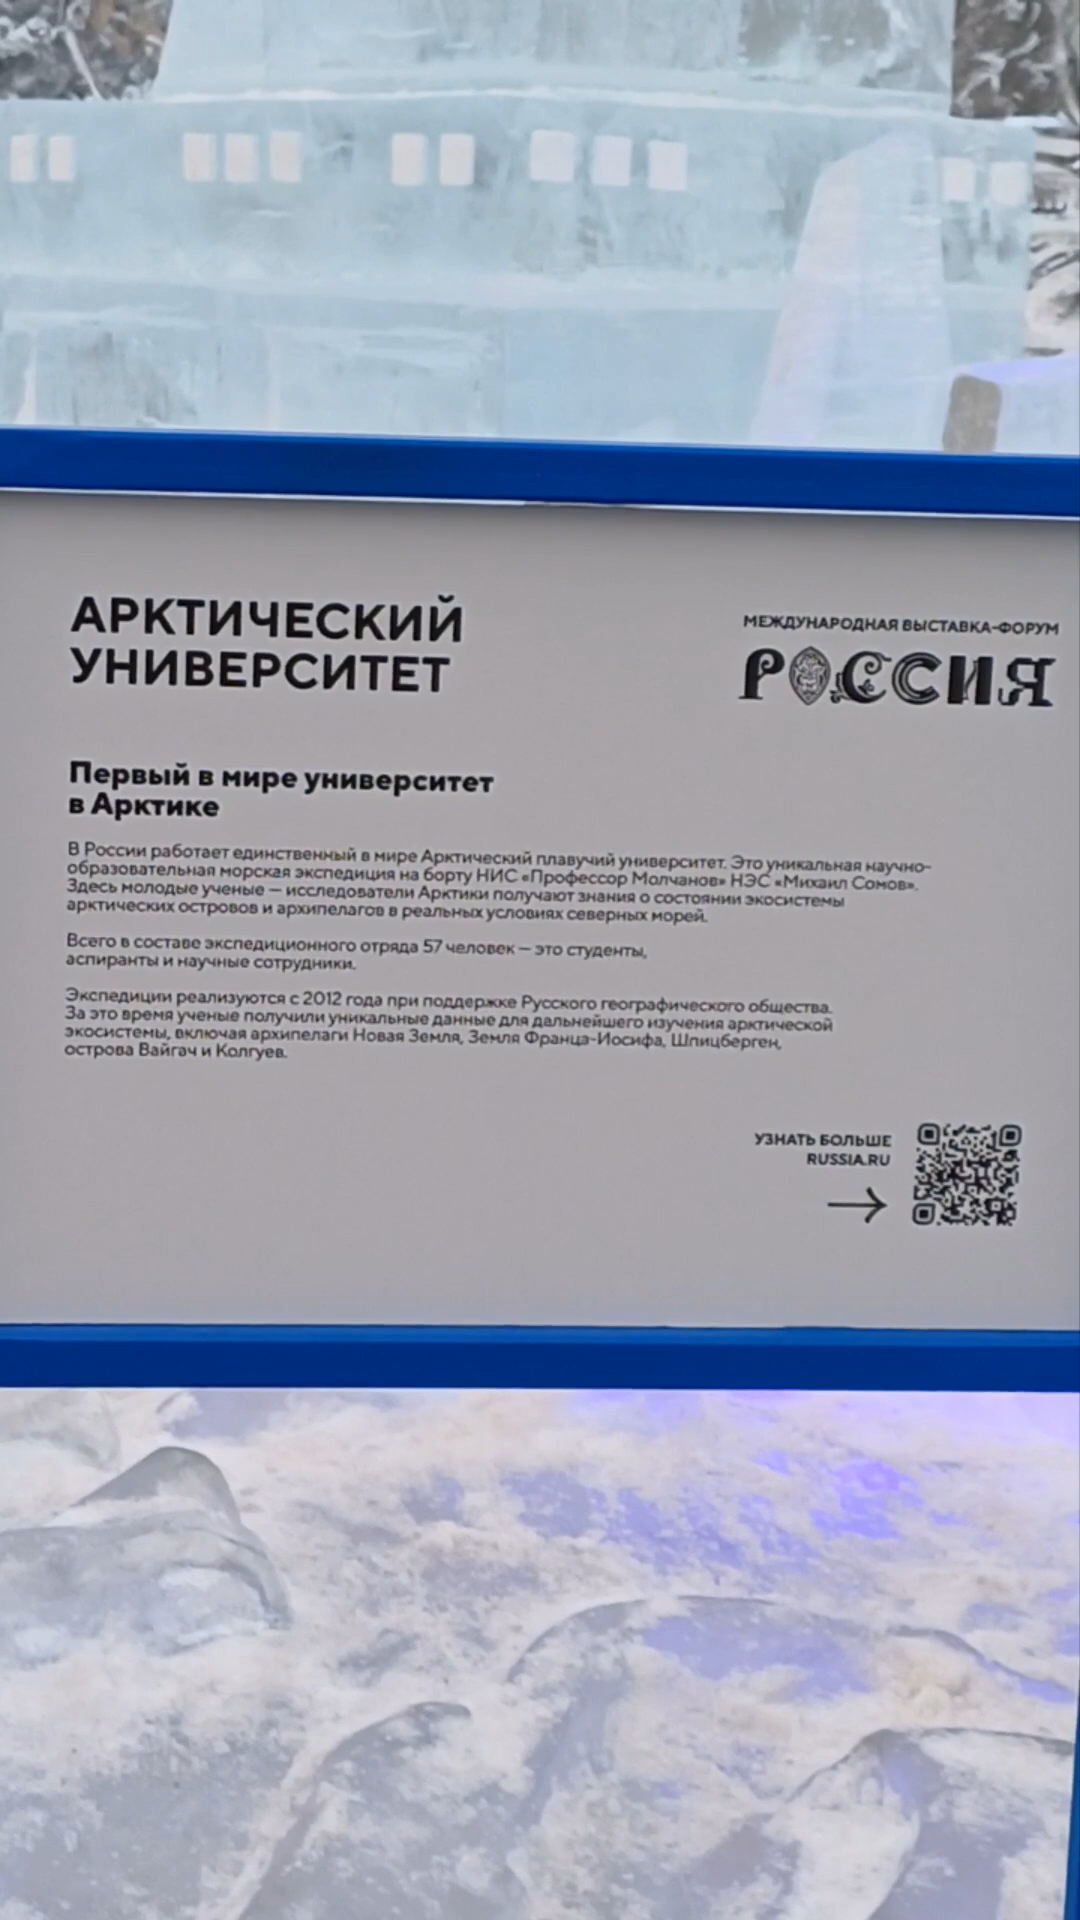 АРКТИЧЕСКИЙ
УНИВЕРСИТЕТ
МЕЖДУНАРОДНАЯ ВЫСТАВКА-ФОРУМ
РОССИЯ
Первый в мире университет
в Арктике
В России работает единственный в мире Арктический плавучий университет. Это уникальная научно-
образовательная морская экспедиция на борту НИС «Профессор Молчанов» НЭС «Михаил Сомов».
Здесь молодые ученые — исследователи Арктики получают знания о состоянии экосистемы
арктических островов и архипелагов в реальных условиях северных морей.
Всего в составе экспедиционного отряда 57 человек — это студенты,
аспиранты и научные сотрудники.
Экспедиции реализуются с 2012 года при поддержке Русского географического общества.
За это время ученые получили уникальные данные для дальнейшего изучения арктической
экосистемы, включая архипелаги Новая Земля, Земля Франца-Иосифа, Шпицберген,
острова Вайгач и Колгуев.
УЗНАТЬ БОЛЬШЕ
RUSSIA.RU